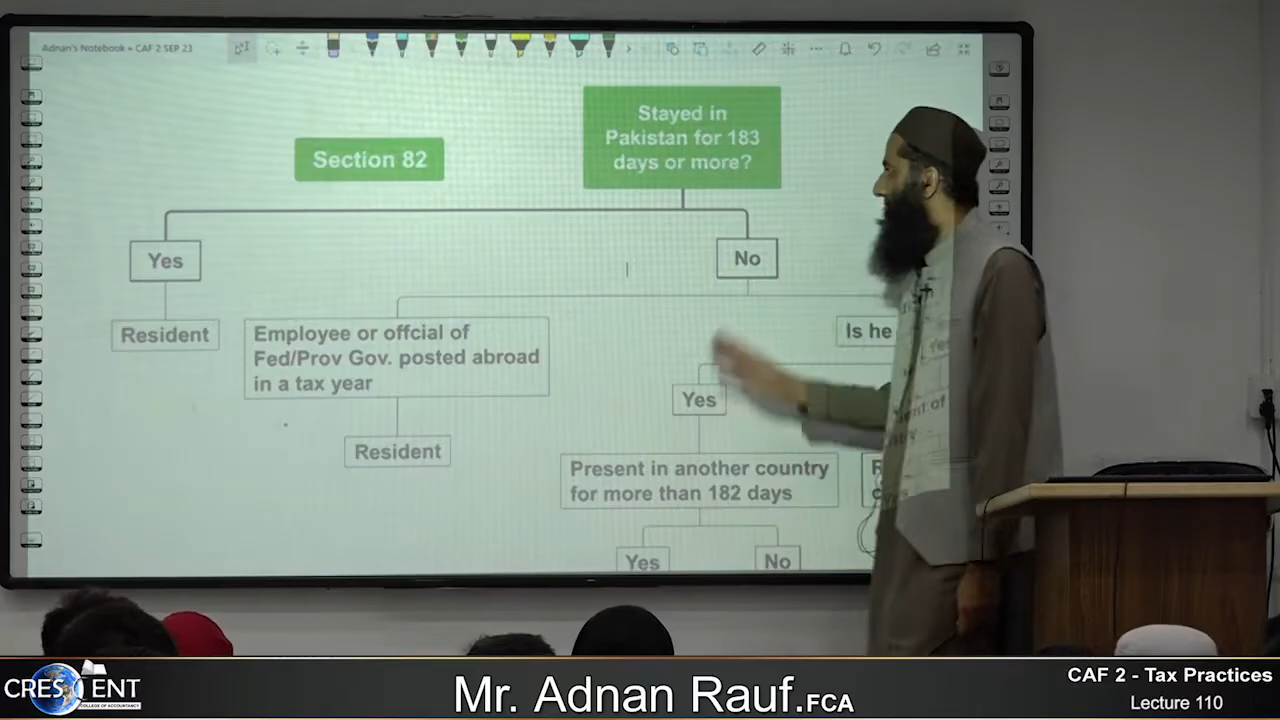 Adnan's Notebook » CAF 2 SEP 23
Stayed in
Pakistan for 183
days or more?
Section 82
Yes
No
Resident
Employee or offcial of
Fed/Prov Gov. posted abroad
in a tax year
Is he
Yes
Resident
Present in another country
for more than 182 days
Yes
No
CRESCENT
COLLEGE OF ACCOUNTANCY
Mr. Adnan Rauf.FCA
CAF 2 - Tax Practices
Lecture 110